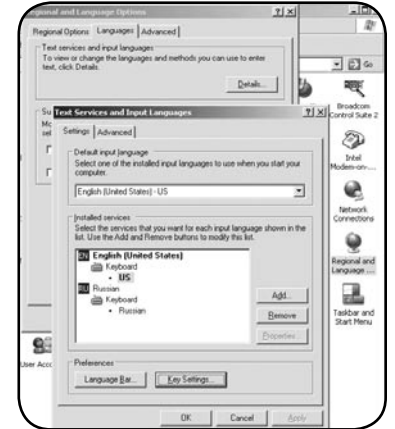 Regional and Language Options
Regional Options Languages Advanced
Text services and input languages
To view or change the languages and methods you can use to enter
text, click Details.
Details...
Go
Su
Text Services and Input Languages
Settings Advanced
Default input language
Select one of the installed input languages to use when you start your
computer.
English (United States) - US
Installed services
Select the services that you want for each input language shown in the
list. Use the Add and Remove buttons to modify this list.
EN English (United States)
Keyboard
• US
RU Russian
Keyboard
• Russian
Add...
Remove
Properties...
Preferences
Language Bar... Key Settings...
OK Cancel Apply
Broadcom
Control Suite 2
Intel
Modem-on-...
Network
Connections
Regional and
Language ...
Taskbar and
Start Menu
User Acco